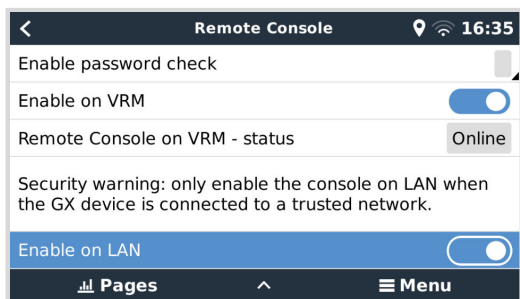 Remote Console 16:35
Enable password check
Enable on VRM
Remote Console on VRM - status Online
Security warning: only enable the console on LAN when
the GX device is connected to a trusted network.
Enable on LAN
Pages Menu